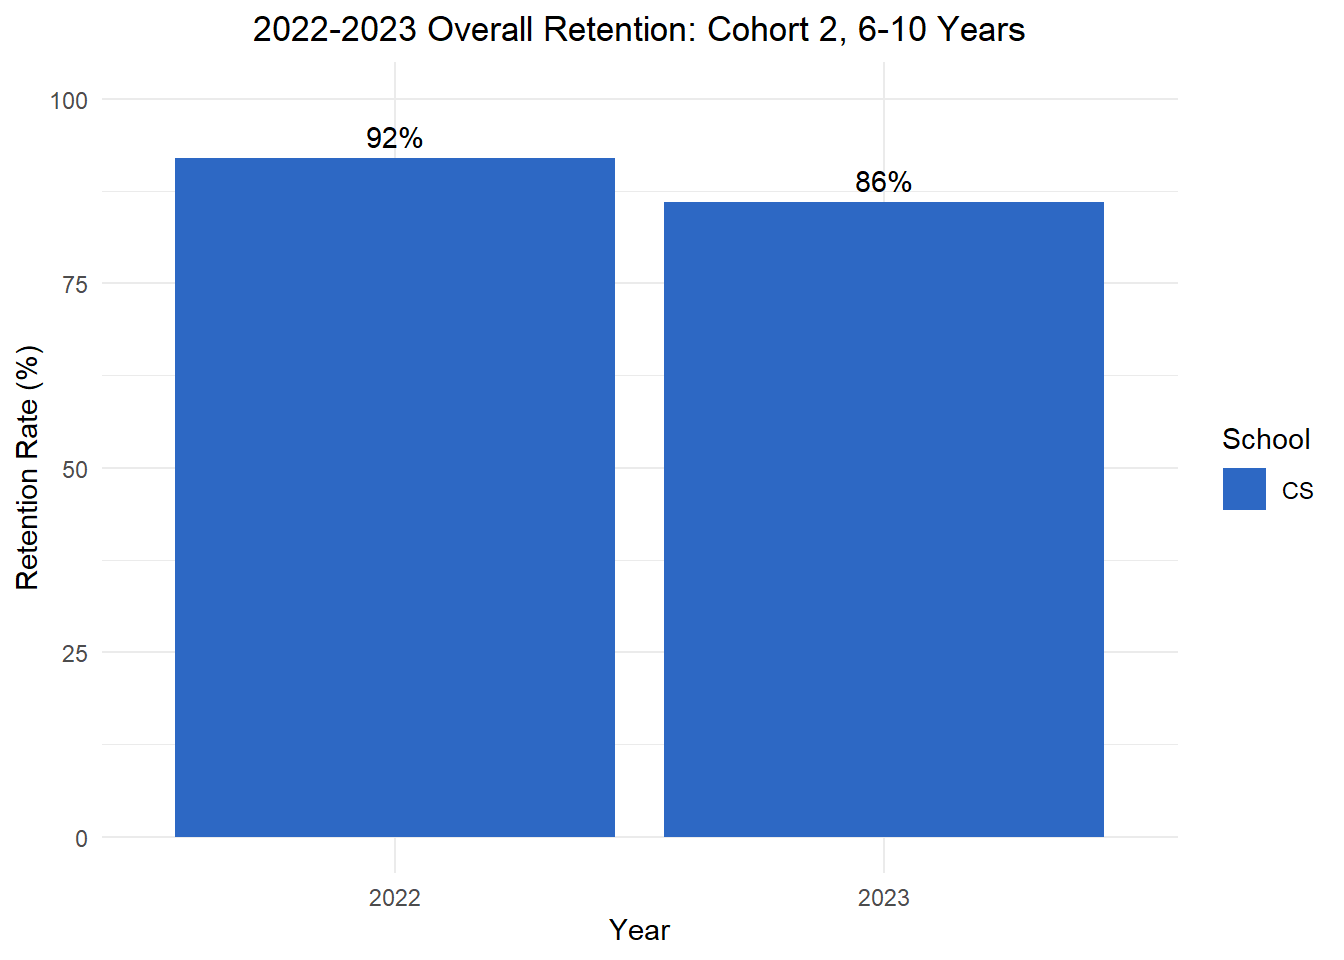 2022-2023 Overall Retention: Cohort 2, 6-10 Years
Retention Rate (%)
100
75
50
25
0
92%
86%
2022
2023
Year
School
CS